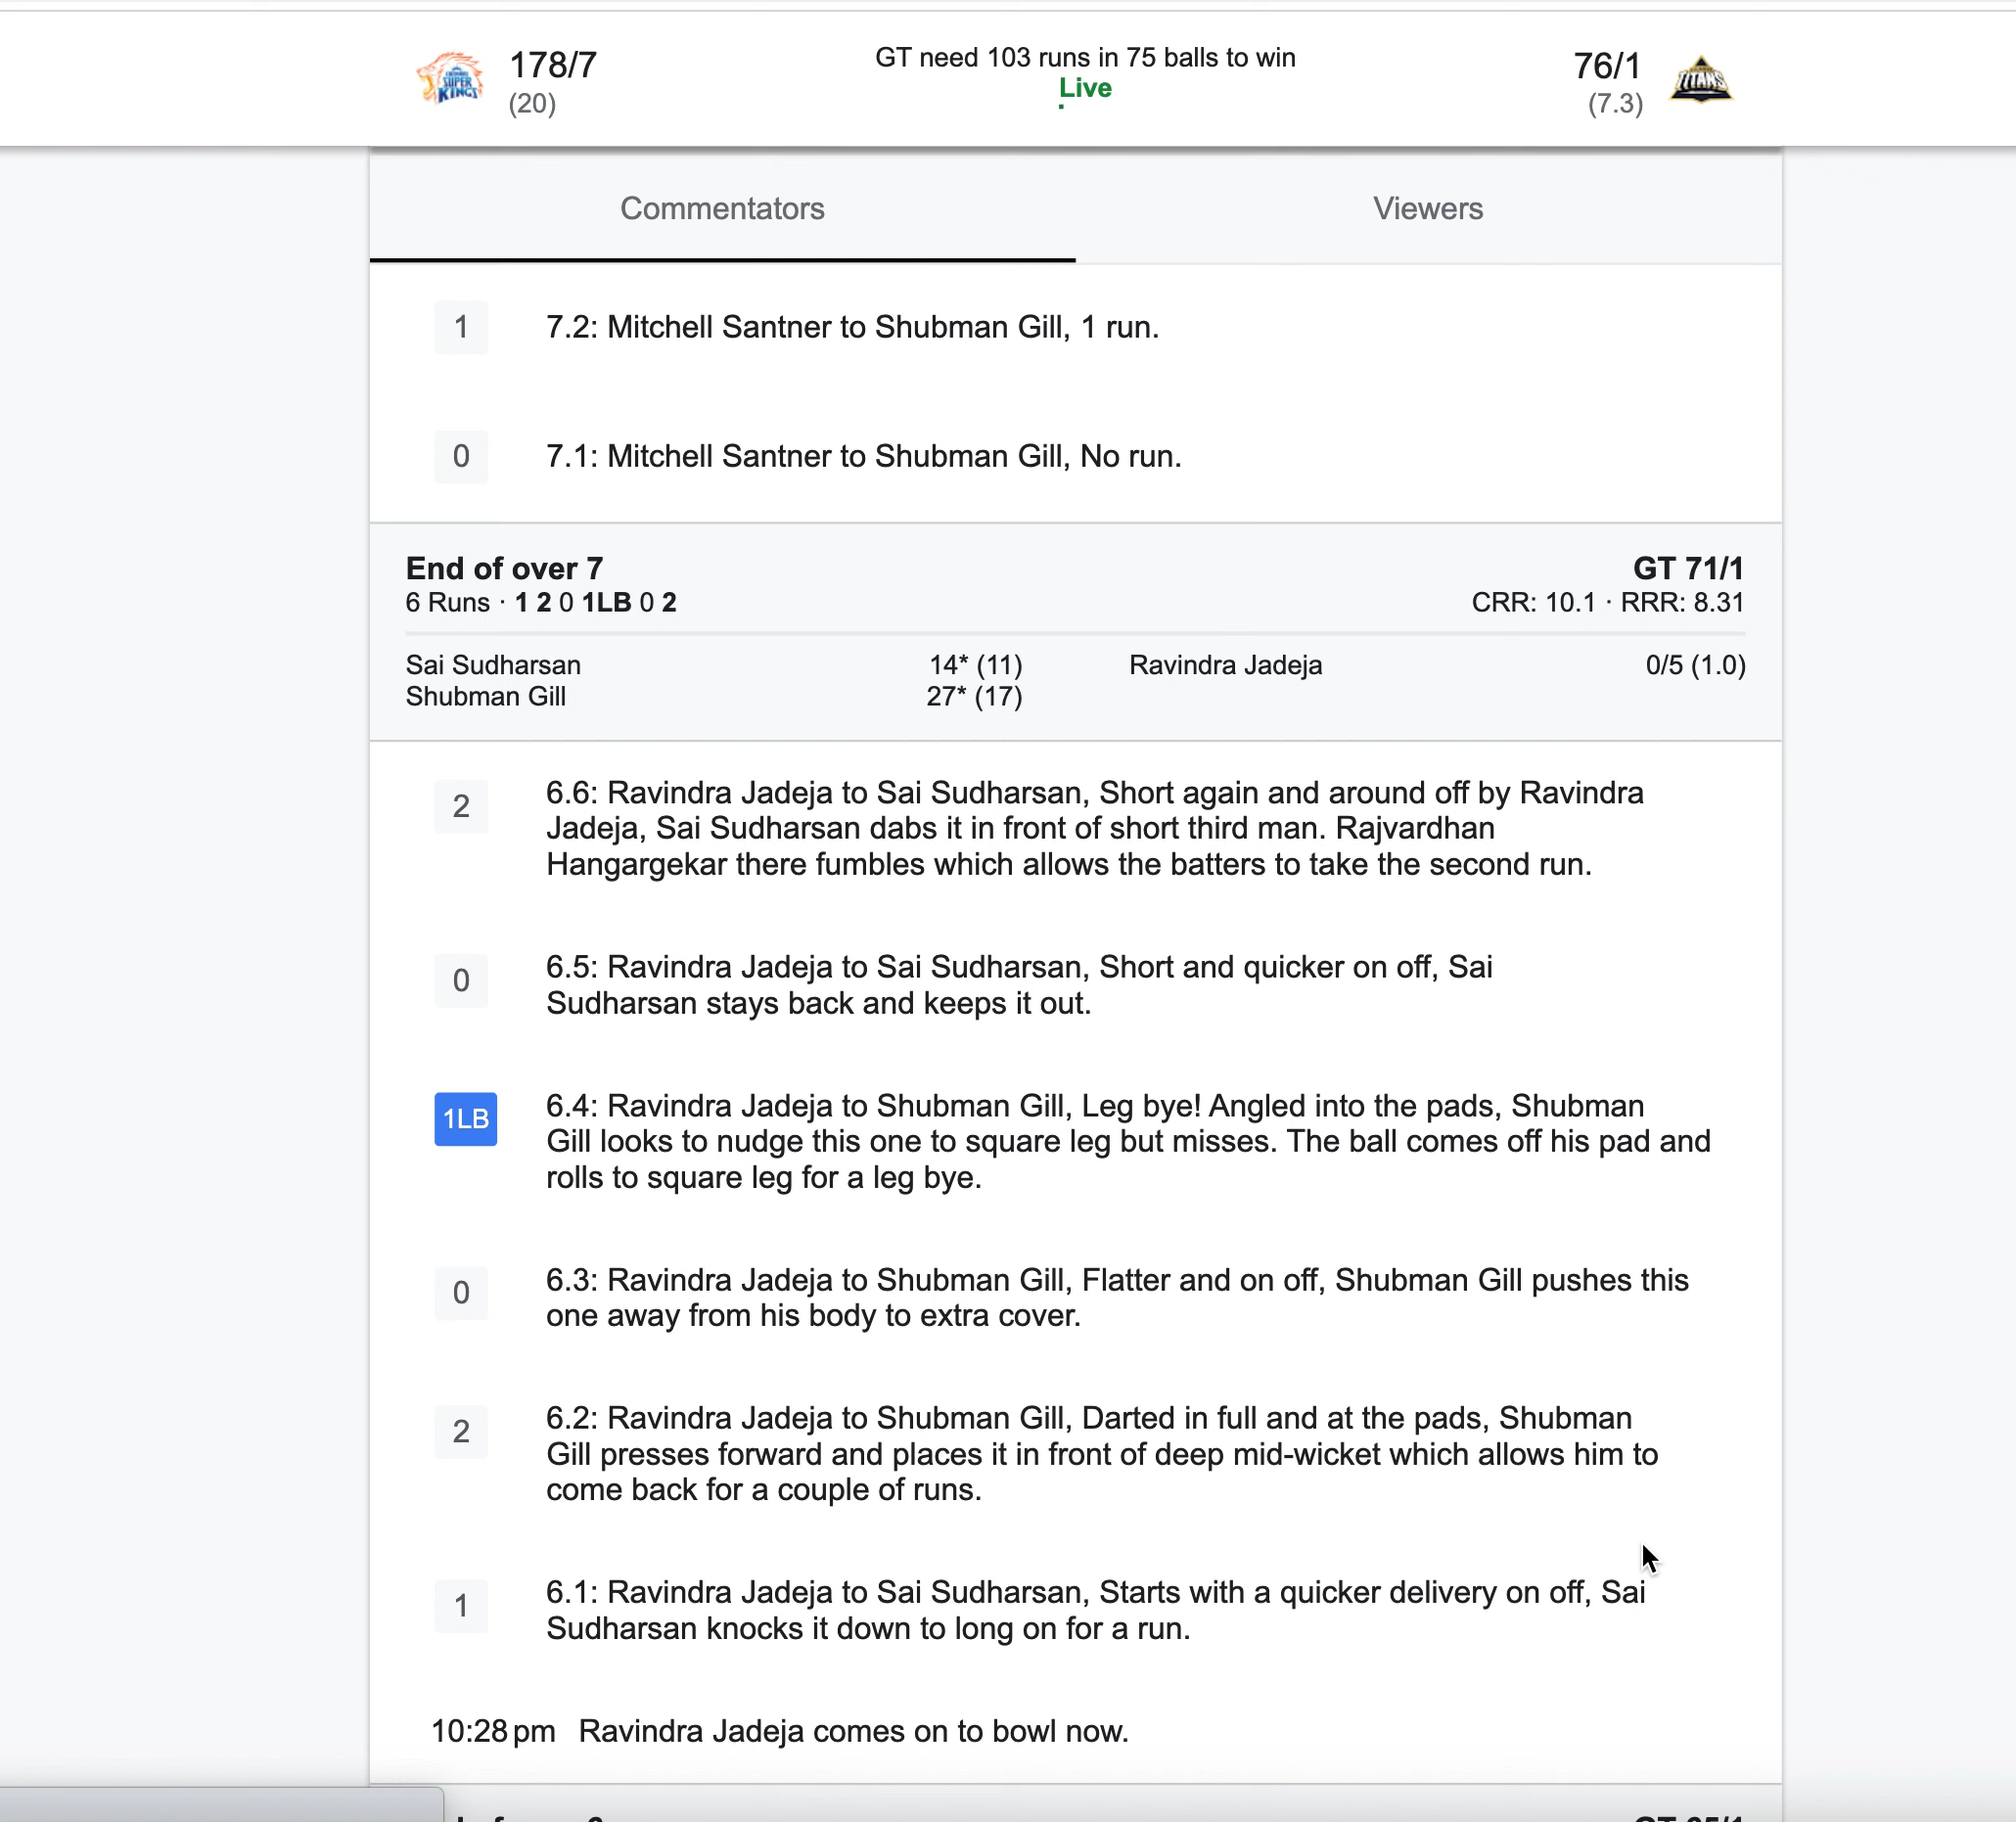 178/7
(20)
GT need 103 runs in 75 balls to win
Live
76/1
(7.3)
SUPER
KINGS
TITANS
Commentators
Viewers
1
7.2: Mitchell Santner to Shubman Gill, 1 run.
0
7.1: Mitchell Santner to Shubman Gill, No run.
End of over 7
GT 71/1
6 Runs · 1 2 0 1LB 0 2
CRR: 10.1 · RRR: 8.31
Sai Sudharsan 14* (11)
Ravindra Jadeja 0/5 (1.0)
Shubman Gill 27* (17)
2
6.6: Ravindra Jadeja to Sai Sudharsan, Short again and around off by Ravindra
Jadeja, Sai Sudharsan dabs it in front of short third man. Rajvardhan
Hangargekar there fumbles which allows the batters to take the second run.
0
6.5: Ravindra Jadeja to Sai Sudharsan, Short and quicker on off, Sai
Sudharsan stays back and keeps it out.
1LB
6.4: Ravindra Jadeja to Shubman Gill, Leg bye! Angled into the pads, Shubman
Gill looks to nudge this one to square leg but misses. The ball comes off his pad and
rolls to square leg for a leg bye.
0
6.3: Ravindra Jadeja to Shubman Gill, Flatter and on off, Shubman Gill pushes this
one away from his body to extra cover.
2
6.2: Ravindra Jadeja to Shubman Gill, Darted in full and at the pads, Shubman
Gill presses forward and places it in front of deep mid-wicket which allows him to
come back for a couple of runs.
1
6.1: Ravindra Jadeja to Sai Sudharsan, Starts with a quicker delivery on off, Sai
Sudharsan knocks it down to long on for a run.
10:28 pm Ravindra Jadeja comes on to bowl now.